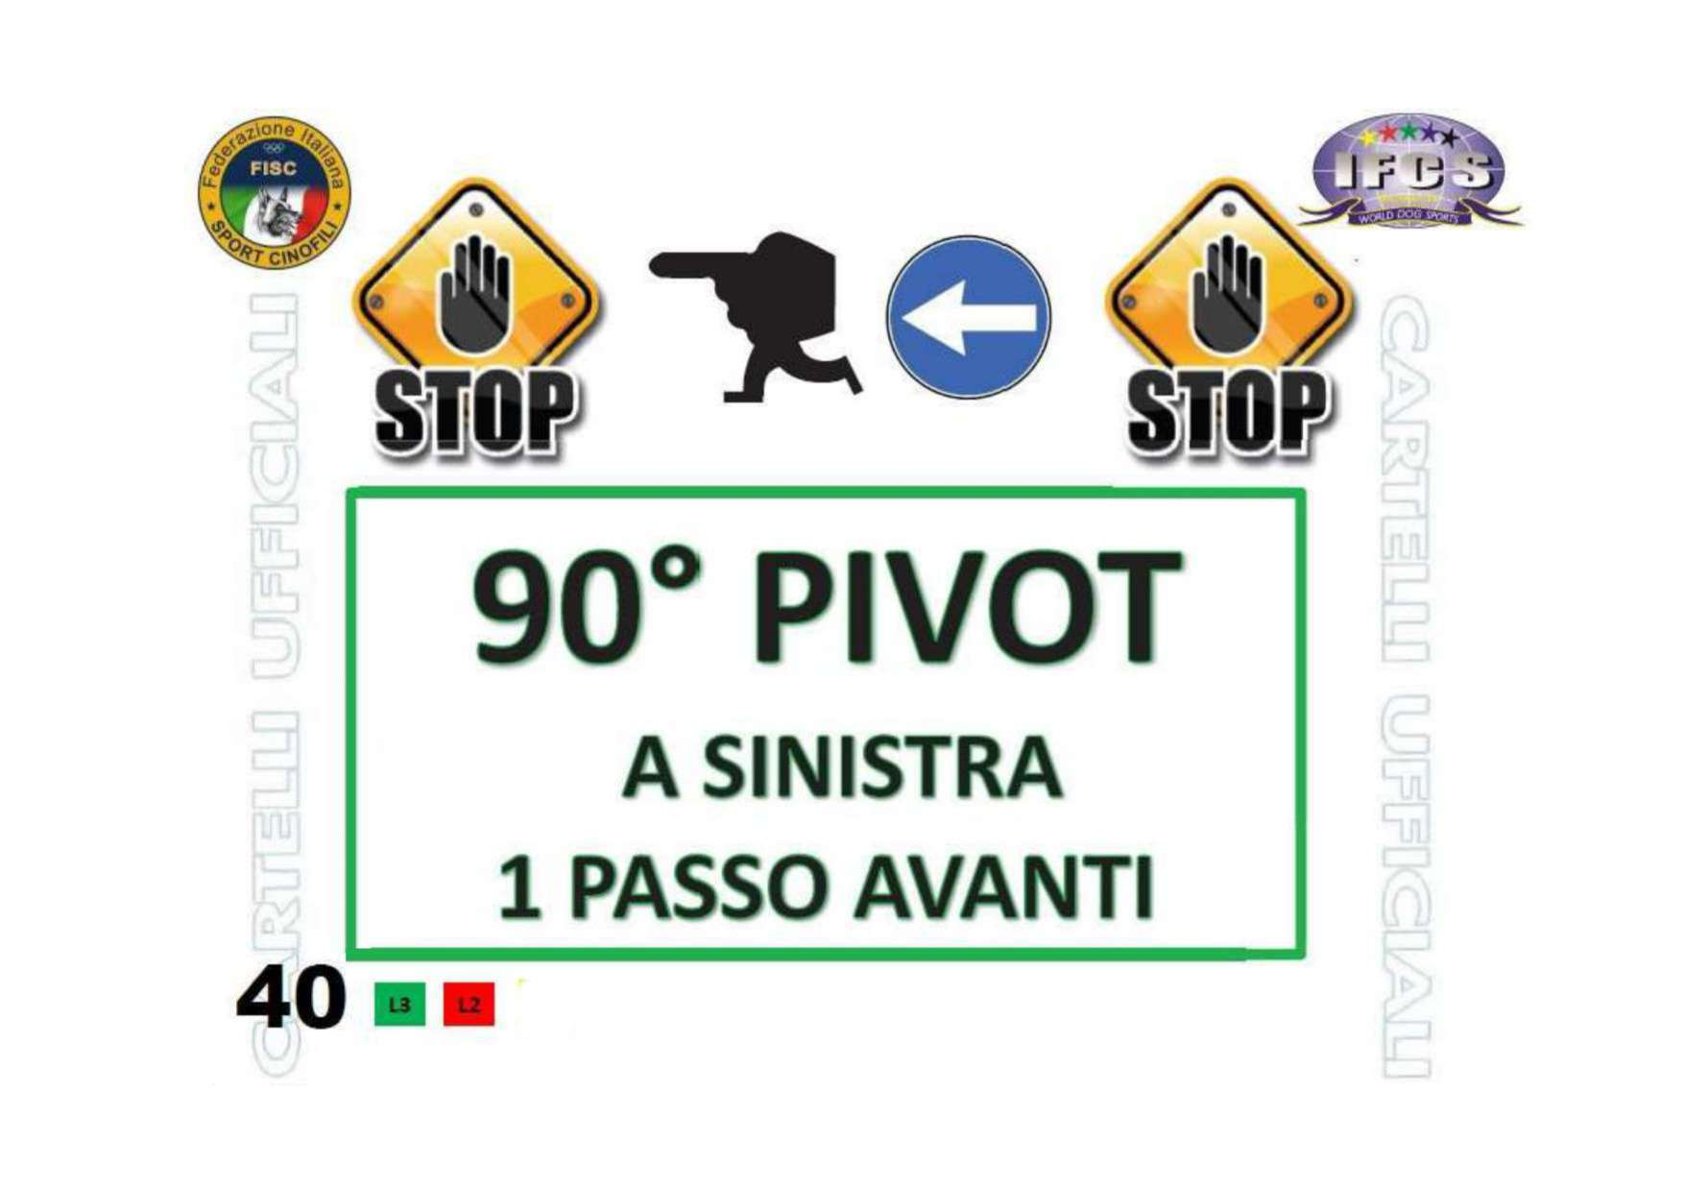 Federazione Italiana
FISC
SPORT CINOFILI
IFCS
WORLD DOG SPORTS
STOP
STOP
CARTELLI UFFICIALI
CARTELLI UFFICIALI
90° PIVOT
A SINISTRA
1 PASSO AVANTI
40
L3
L2